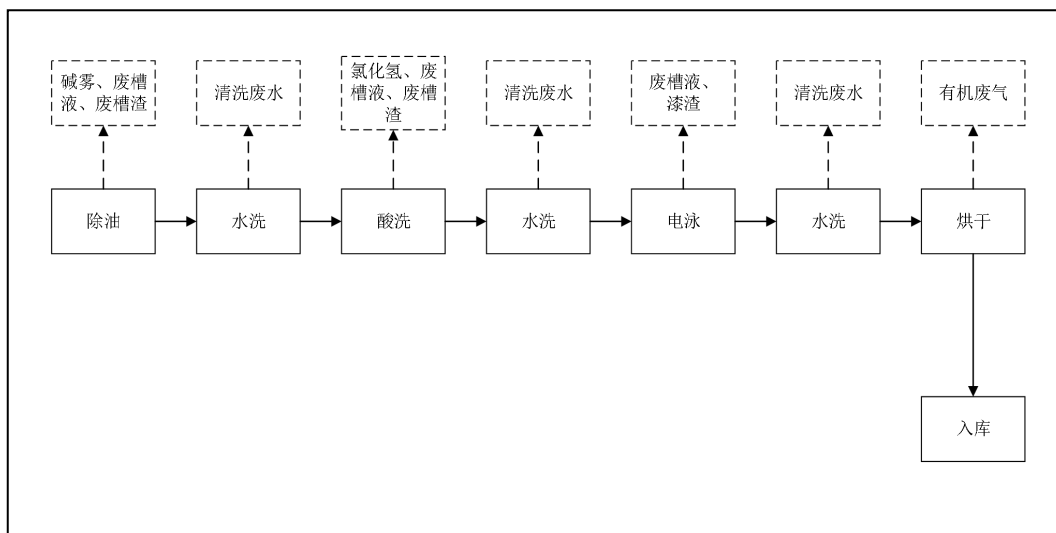 碱雾、废槽
液、废槽渣
清洗废水
氯化氢、废
槽液、废槽
渣
清洗废水
废槽液、
漆渣
清洗废水
有机废气
除油
水洗
酸洗
水洗
电泳
水洗
烘干
入库